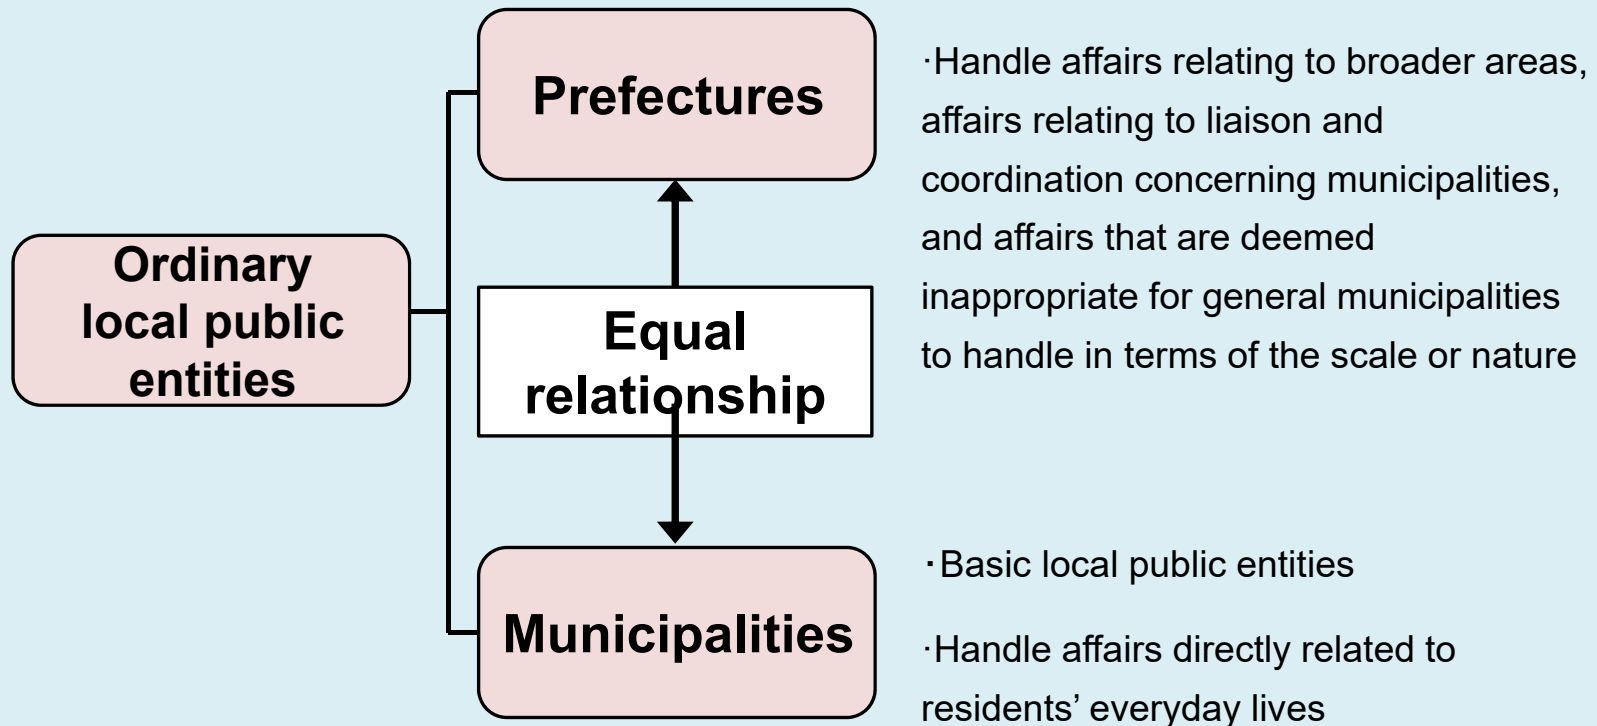 Prefectures
·Handle affairs relating to broader areas,
affairs relating to liaison and
coordination concerning municipalities,
and affairs that are deemed
inappropriate for general municipalities
to handle in terms of the scale or nature
Ordinary
local public
entities
Equal
relationship
Municipalities
·Basic local public entities
·Handle affairs directly related to
residents’ everyday lives